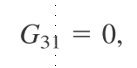 G₃₁ = 0,